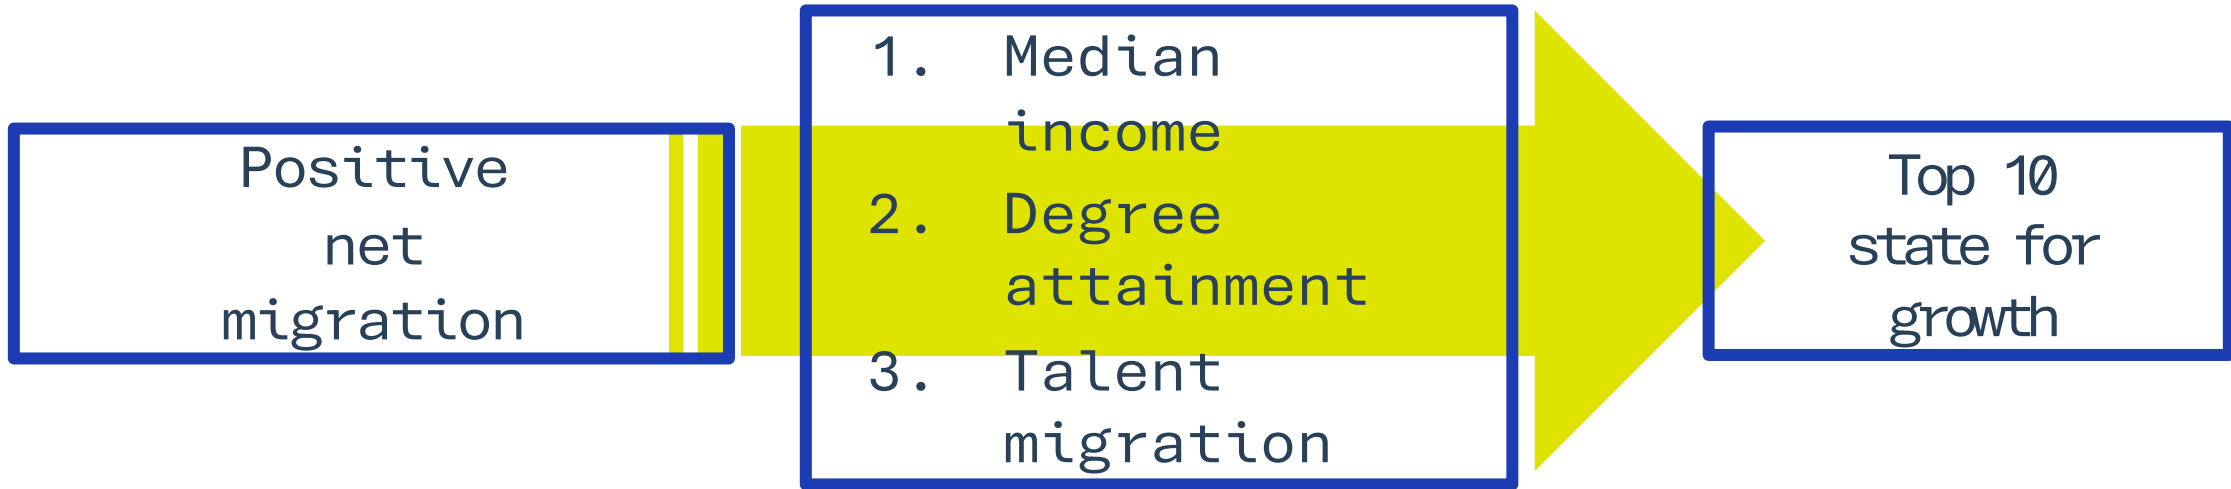 Positive
net
migration
1. Median
income
2. Degree
attainment
3. Talent
migration
Top 10
state for
growth